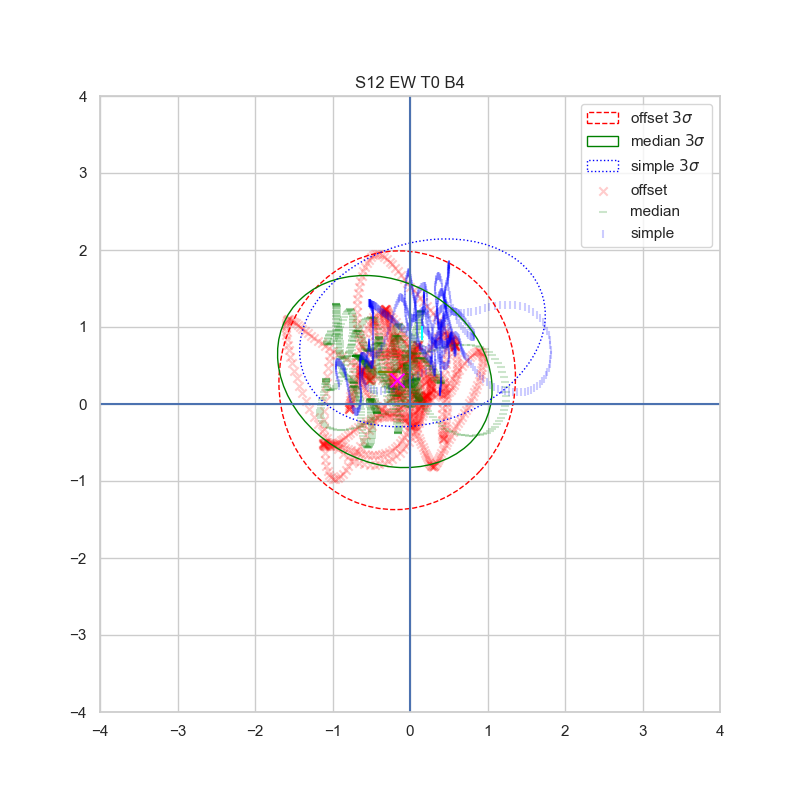 S12 EW T0 B4
offset 3σ
median 3σ
simple 3σ
offset
median
simple
4
3
2
1
0
−1
−2
−3
−4
−4 −3 −2 −1 0 1 2 3 4